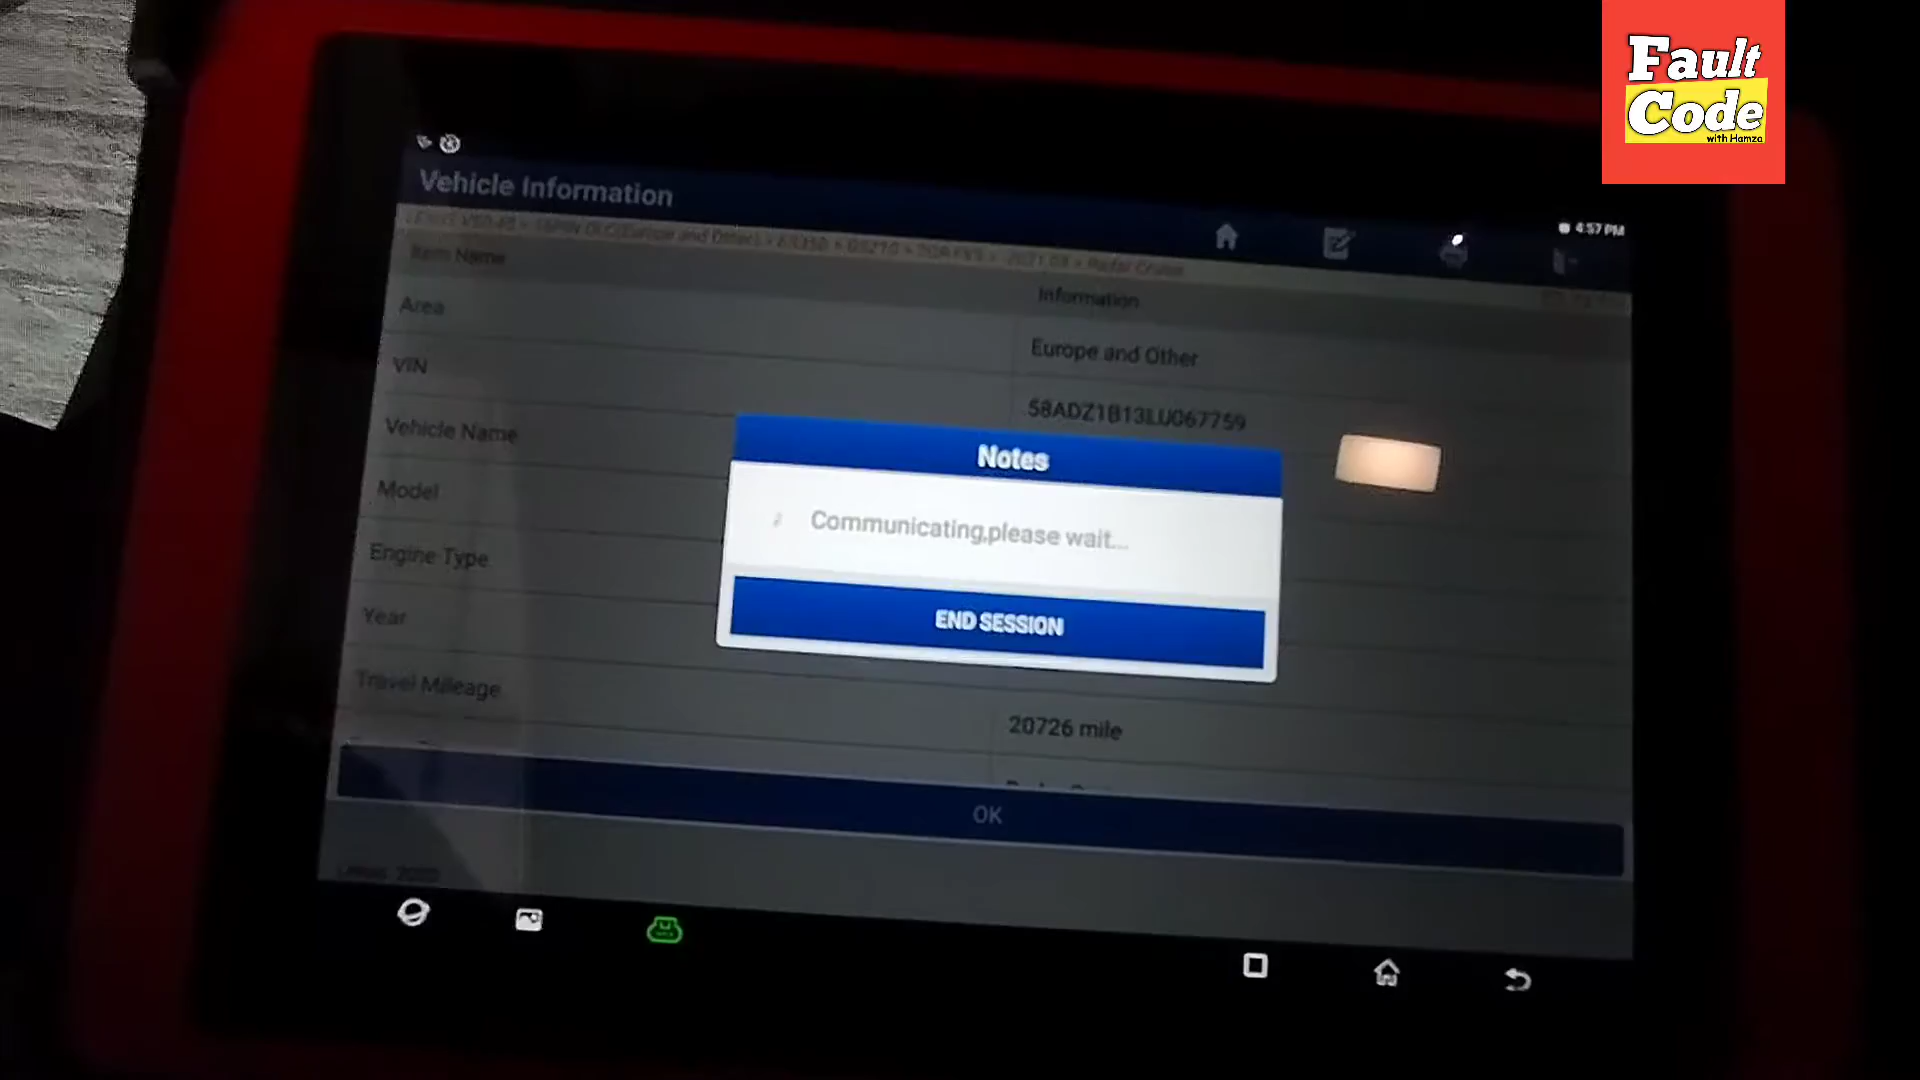 Fault
Code
with Hamza
Vehicle Information
4:57 PM
Item Name
Information
Area
Europe and Other
VIN
58ADZ1B13LU067759
Vehicle Name
Model
Engine Type
Year
Travel Mileage
20726 mile
Notes
Communicating,please wait...
END SESSION
OK